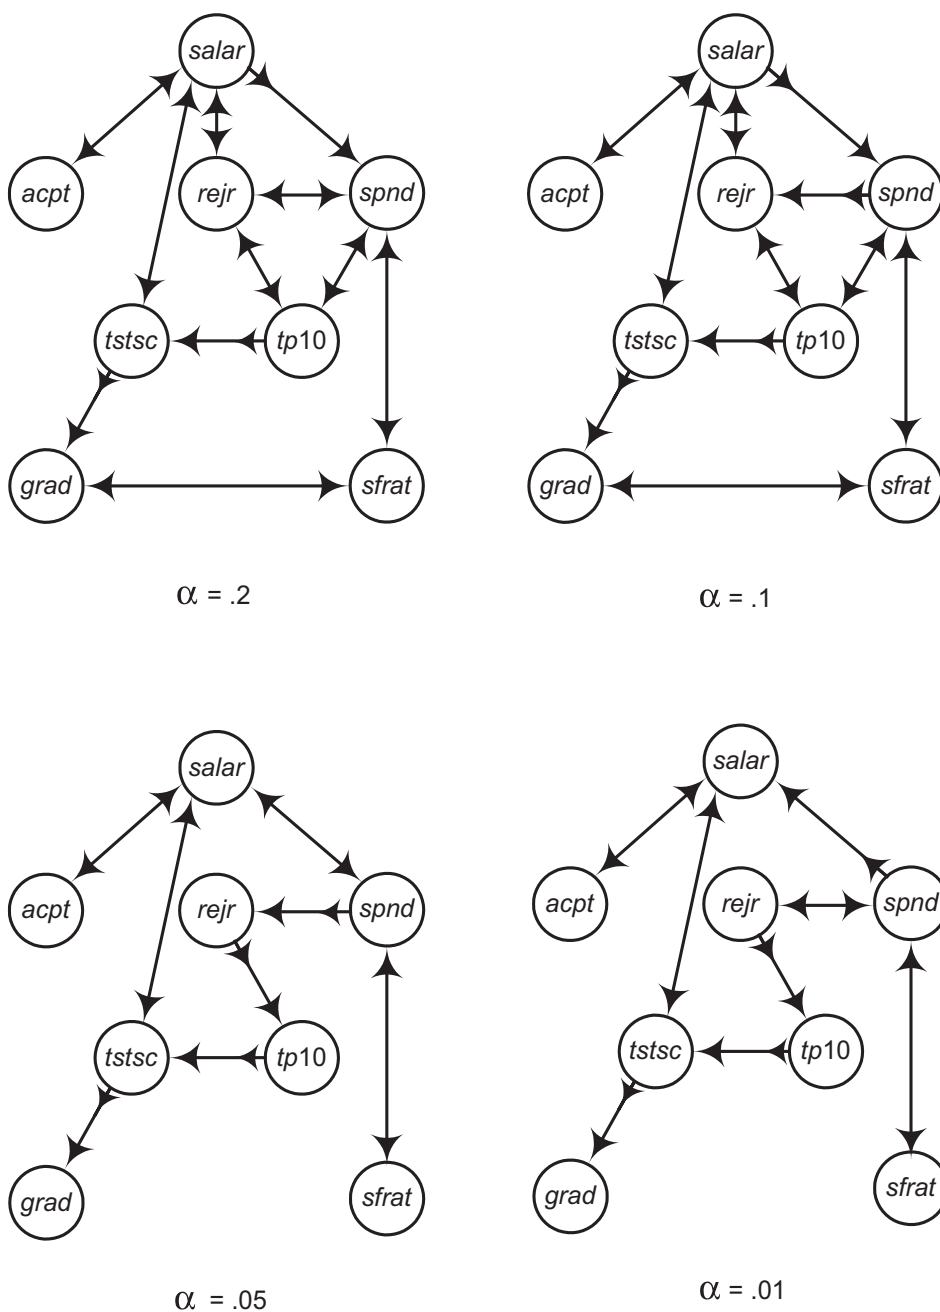 salar
salar
acpt
rejr
spnd
acpt
rejr
spnd
tstsc
tp10
tstsc
tp10
grad
sfrat
grad
sfrat
α = .2
α = .1
salar
salar
acpt
rejr
spnd
acpt
rejr
spnd
tstsc
tp10
tstsc
tp10
grad
sfrat
grad
sfrat
α = .05
α = .01